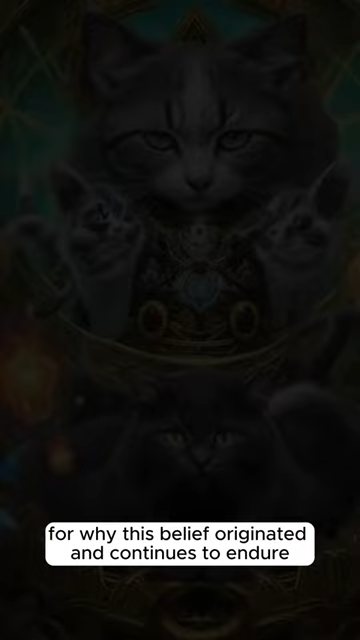 for why this belief originated
and continues to endure